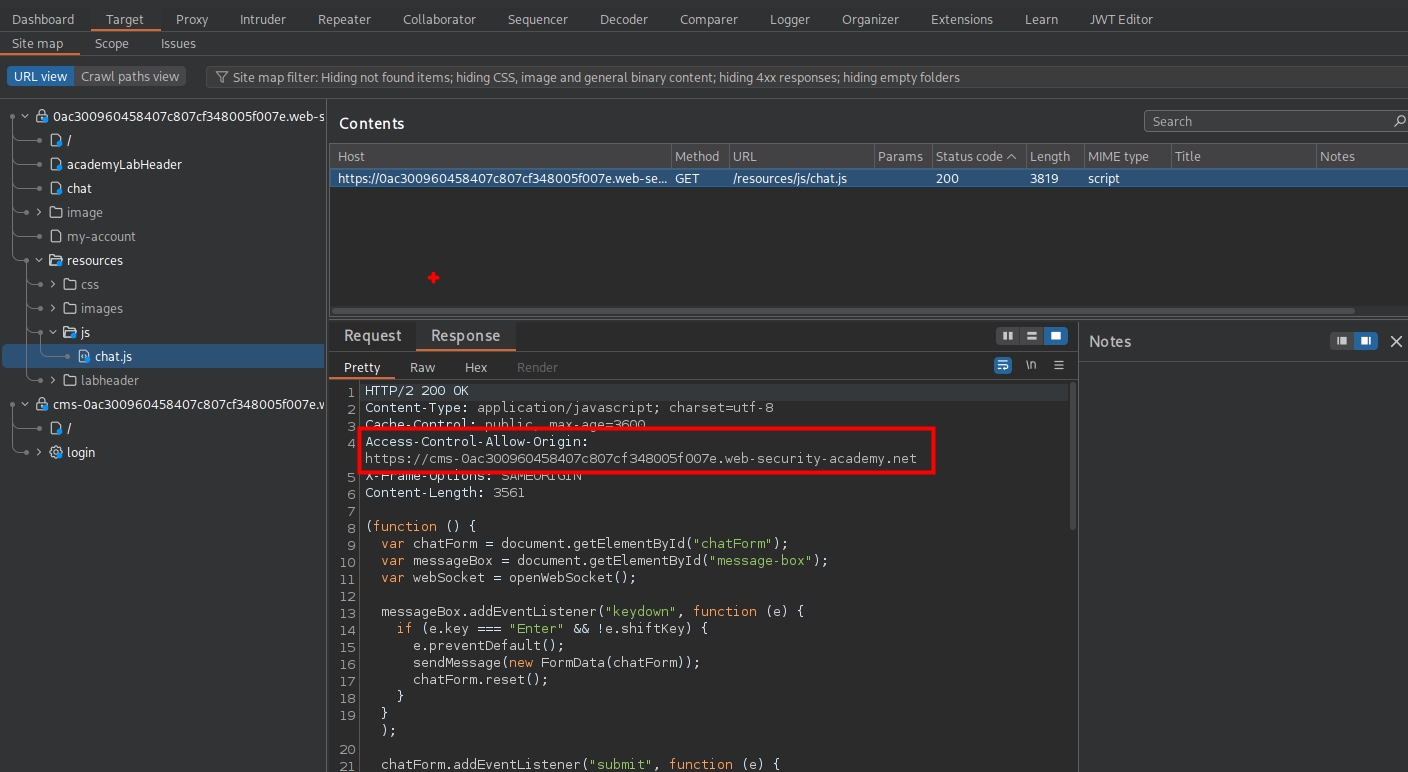 Dashboard Target Proxy Intruder Repeater Collaborator Sequencer Decoder Comparer Logger Organizer Extensions Learn JWT Editor
Site map Scope Issues
URL view Crawl paths view Site map filter: Hiding not found items; hiding CSS, image and general binary content; hiding 4xx responses; hiding empty folders
0ac300960458407c807cf348005f007e.web-s
/
academyLabHeader
chat
image
my-account
resources
css
images
js
chat.js
labheader
cms-0ac300960458407c807cf348005f007e.w
/
login
Contents
Search
Host Method URL Params Status code Length MIME type Title Notes
https://0ac300960458407c807cf348005f007e.web-se... GET /resources/js/chat.js 200 3819 script
Request Response
Pretty Raw Hex Render \n
1 HTTP/2 200 OK
2 Content-Type: application/javascript; charset=utf-8
3 Cache-Control: public, max-age=3600
4 Access-Control-Allow-Origin:
https://cms-0ac300960458407c807cf348005f007e.web-security-academy.net
5 X-Frame-Options: SAMEORIGIN
6 Content-Length: 3561
7
8 (function () {
9 var chatForm = document.getElementById("chatForm");
10 var messageBox = document.getElementById("message-box");
11 var webSocket = openWebSocket();
12
13 messageBox.addEventListener("keydown", function (e) {
14 if (e.key === "Enter" && !e.shiftKey) {
15 e.preventDefault();
16 sendMessage(new FormData(chatForm));
17 chatForm.reset();
18 }
19 }
);
20
21 chatForm.addEventListener("submit", function (e) {
Notes